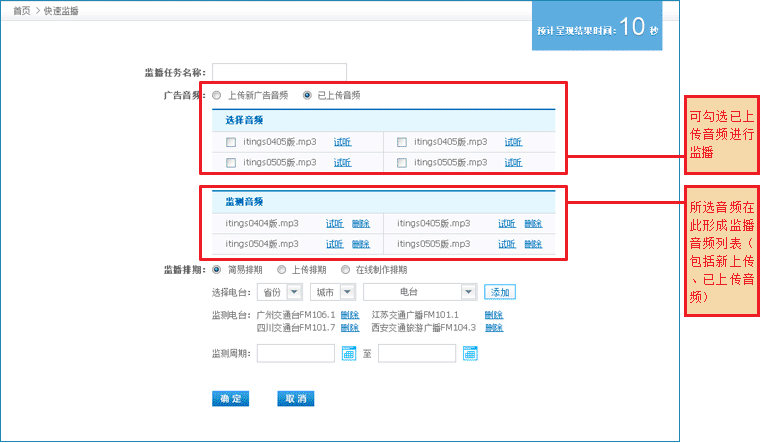 首页 > 快速监播
预计呈现结果时间：10 秒
监播任务名称：
广告音频： 上传新广告音频 已上传音频
选择音频
itings0405版.mp3 试听 itings0405版.mp3 试听
itings0505版.mp3 试听 itings0505版.mp3 试听
可勾选已上
传音频进行
监播
监测音频
itings0404版.mp3 试听 删除 itings0405版.mp3 试听 删除
itings0504版.mp3 试听 删除 itings0505版.mp3 试听 删除
所选音频在
此形成监播
音频列表（
包括新上传
、已上传音
频）
监播排期： 简易排期 上传排期 在线制作排期
选择电台： 省份 城市 电台 添加
监测电台： 广州交通台FM106.1 删除 江苏交通广播FM101.1 删除
四川交通台FM101.7 删除 西安交通旅游广播FM104.3 删除
监测周期： 至
确 定 取 消